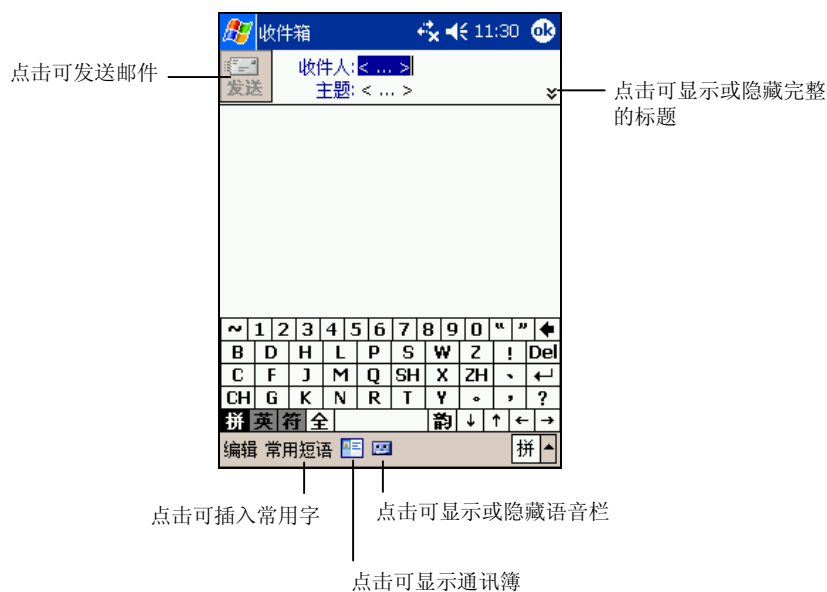 收件箱 11:30 ok
点击可发送邮件
发送
收件人: < ... >
主题: < ... >
点击可显示或隐藏完整
的标题
~ 1 2 3 4 5 6 7 8 9 0 “ ”
B D H L P S W Z ! Del
C F J M Q SH X ZH 、
CH G K N R T Y 。 , ?
拼 英 符 全 韵 ↓ ↑ ← →
编辑 常用短语 拼
点击可插入常用字
点击可显示或隐藏语音栏
点击可显示通讯簿